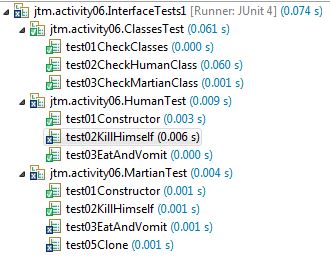 jtm.activity06.InterfaceTests1 [Runner: JUnit 4] (0.074 s)
jtm.activity06.ClassesTest (0.061 s)
test01CheckClasses (0.000 s)
test02CheckHumanClass (0.060 s)
test03CheckMartianClass (0.001 s)
jtm.activity06.HumanTest (0.009 s)
test01Constructor (0.003 s)
test02KillHimself (0.006 s)
test03EatAndVomit (0.000 s)
jtm.activity06.MartianTest (0.004 s)
test01Constructor (0.001 s)
test02KillHimself (0.001 s)
test03EatAndVomit (0.001 s)
test05Clone (0.001 s)